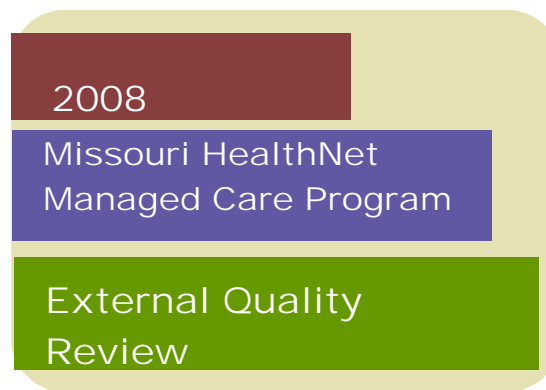 2008
Missouri HealthNet
Managed Care Program
External Quality
Review